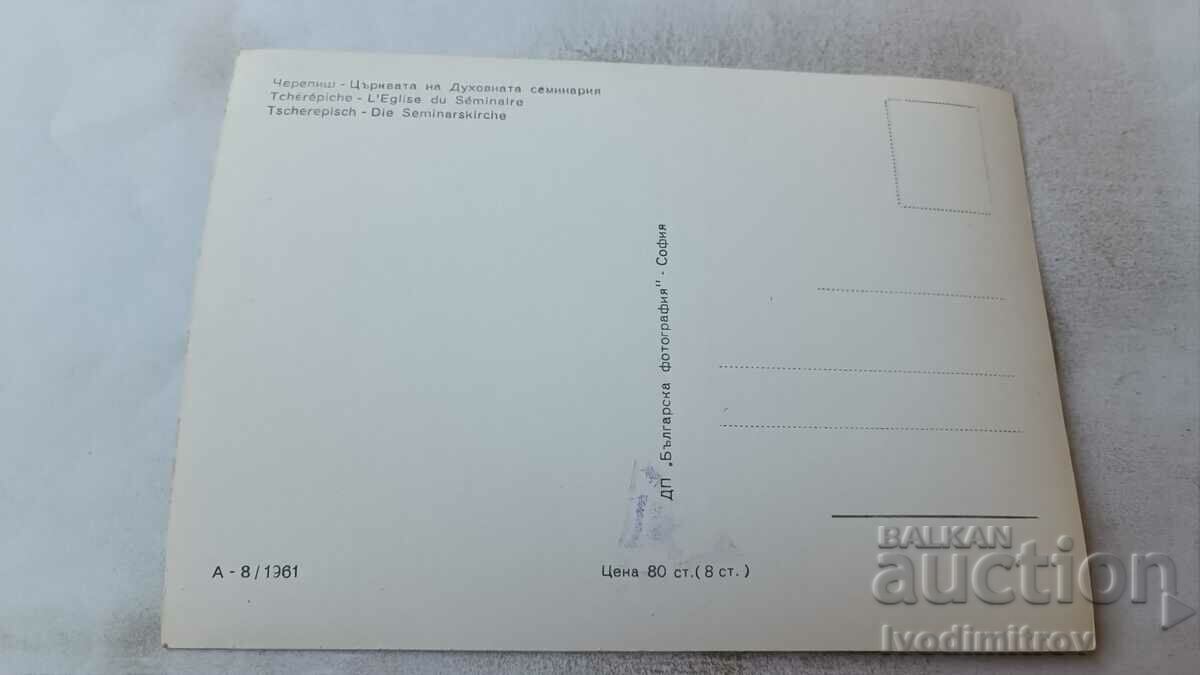 Черепиш - Църквата на Духовната семинария
Tchérépiche - L'Eglise du Séminaire
Tscherepisch - Die Seminarskirche
ДП „Българска фотография" - София
А - 8 / 1961
Цена 80 ст. (8 ст.)
BALKAN
auction
Ivodimitrov